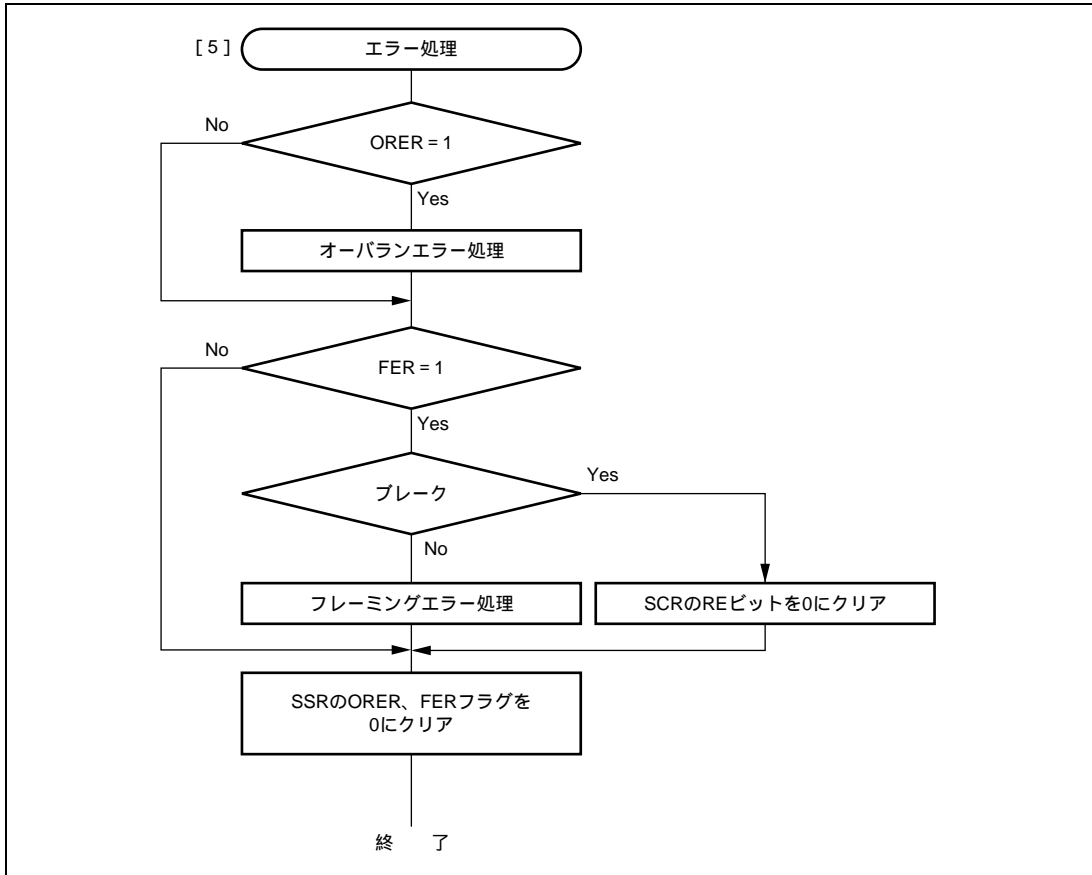 [5]
エラー処理
No
ORER = 1
Yes
オーバランエラー処理
No
FER = 1
Yes
ブレーク
Yes
No
フレーミングエラー処理
SCRのREビットを0にクリア
SSRのORER、FERフラグを
0にクリア
終 了